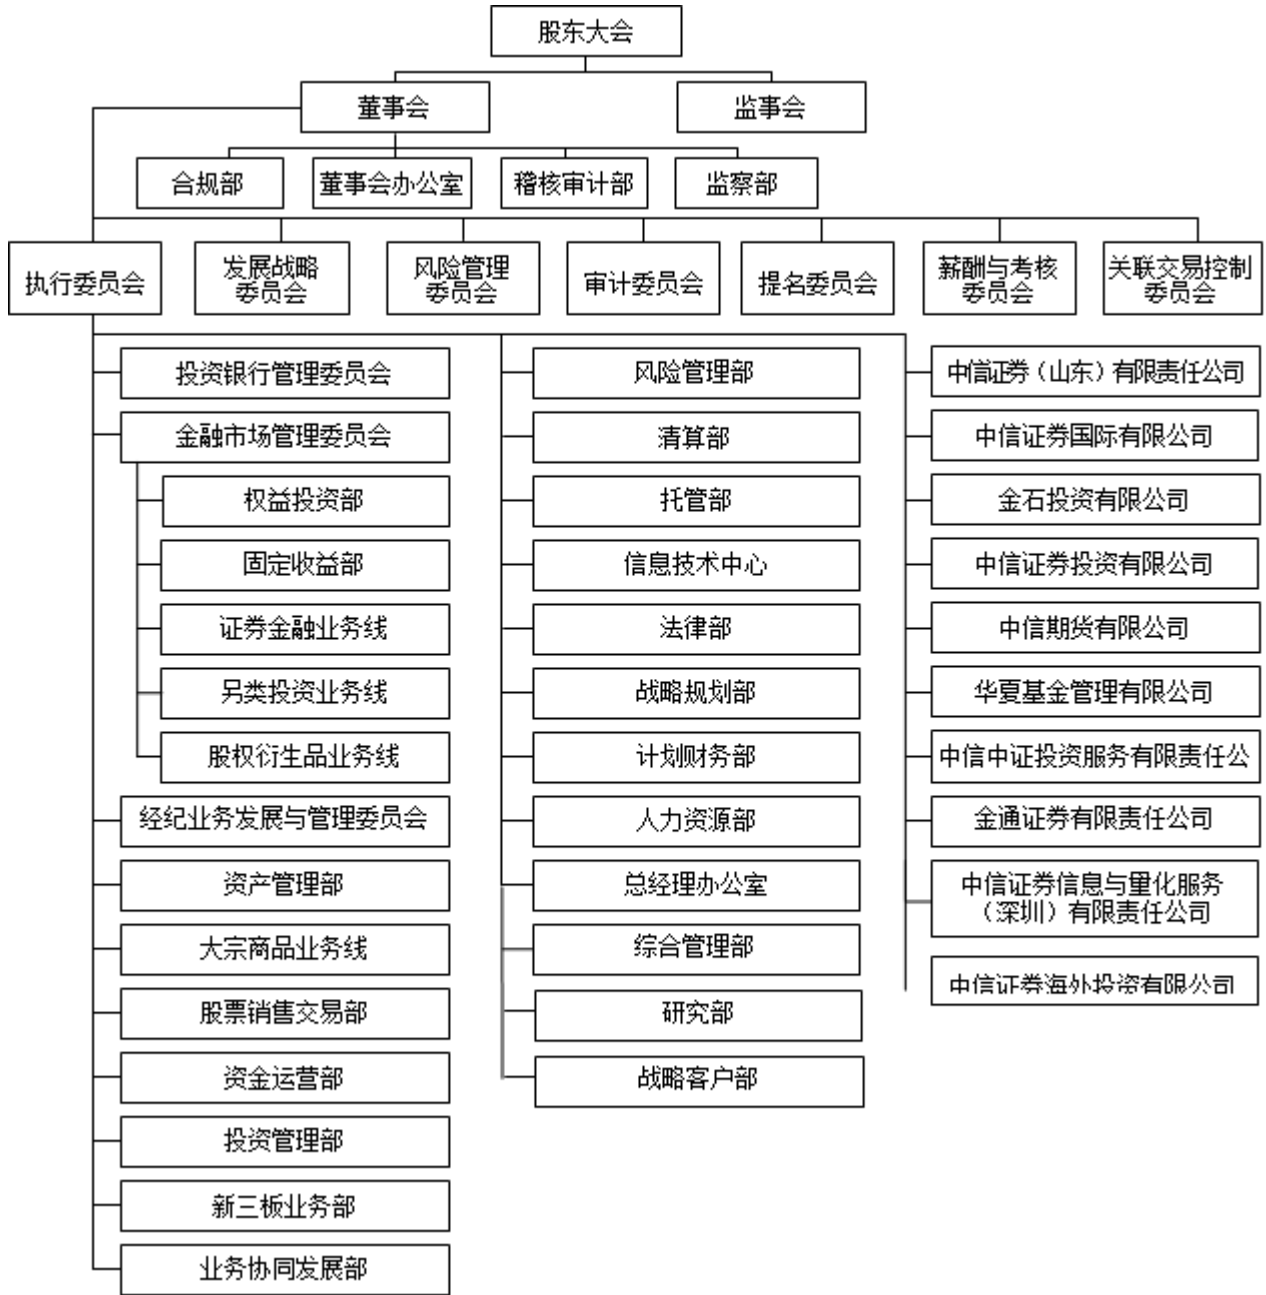 股东大会
董事会
监事会
合规部
董事会办公室
稽核审计部
监察部
执行委员会
发展战略
委员会
风险管理
委员会
审计委员会
提名委员会
薪酬与考核
委员会
关联交易控制
委员会
投资银行管理委员会
金融市场管理委员会
权益投资部
固定收益部
证券金融业务线
另类投资业务线
股权衍生品业务线
经纪业务发展与管理委员会
资产管理部
大宗商品业务线
股票销售交易部
资金运营部
投资管理部
新三板业务部
业务协同发展部
风险管理部
清算部
托管部
信息技术中心
法律部
战略规划部
计划财务部
人力资源部
总经理办公室
综合管理部
研究部
战略客户部
中信证券（山东）有限责任公司
中信证券国际有限公司
金石投资有限公司
中信证券投资有限公司
中信期货有限公司
华夏基金管理有限公司
中信中证投资服务有限责任公
金通证券有限责任公司
中信证券信息与量化服务
（深圳）有限责任公司
中信证券海外投资有限公司